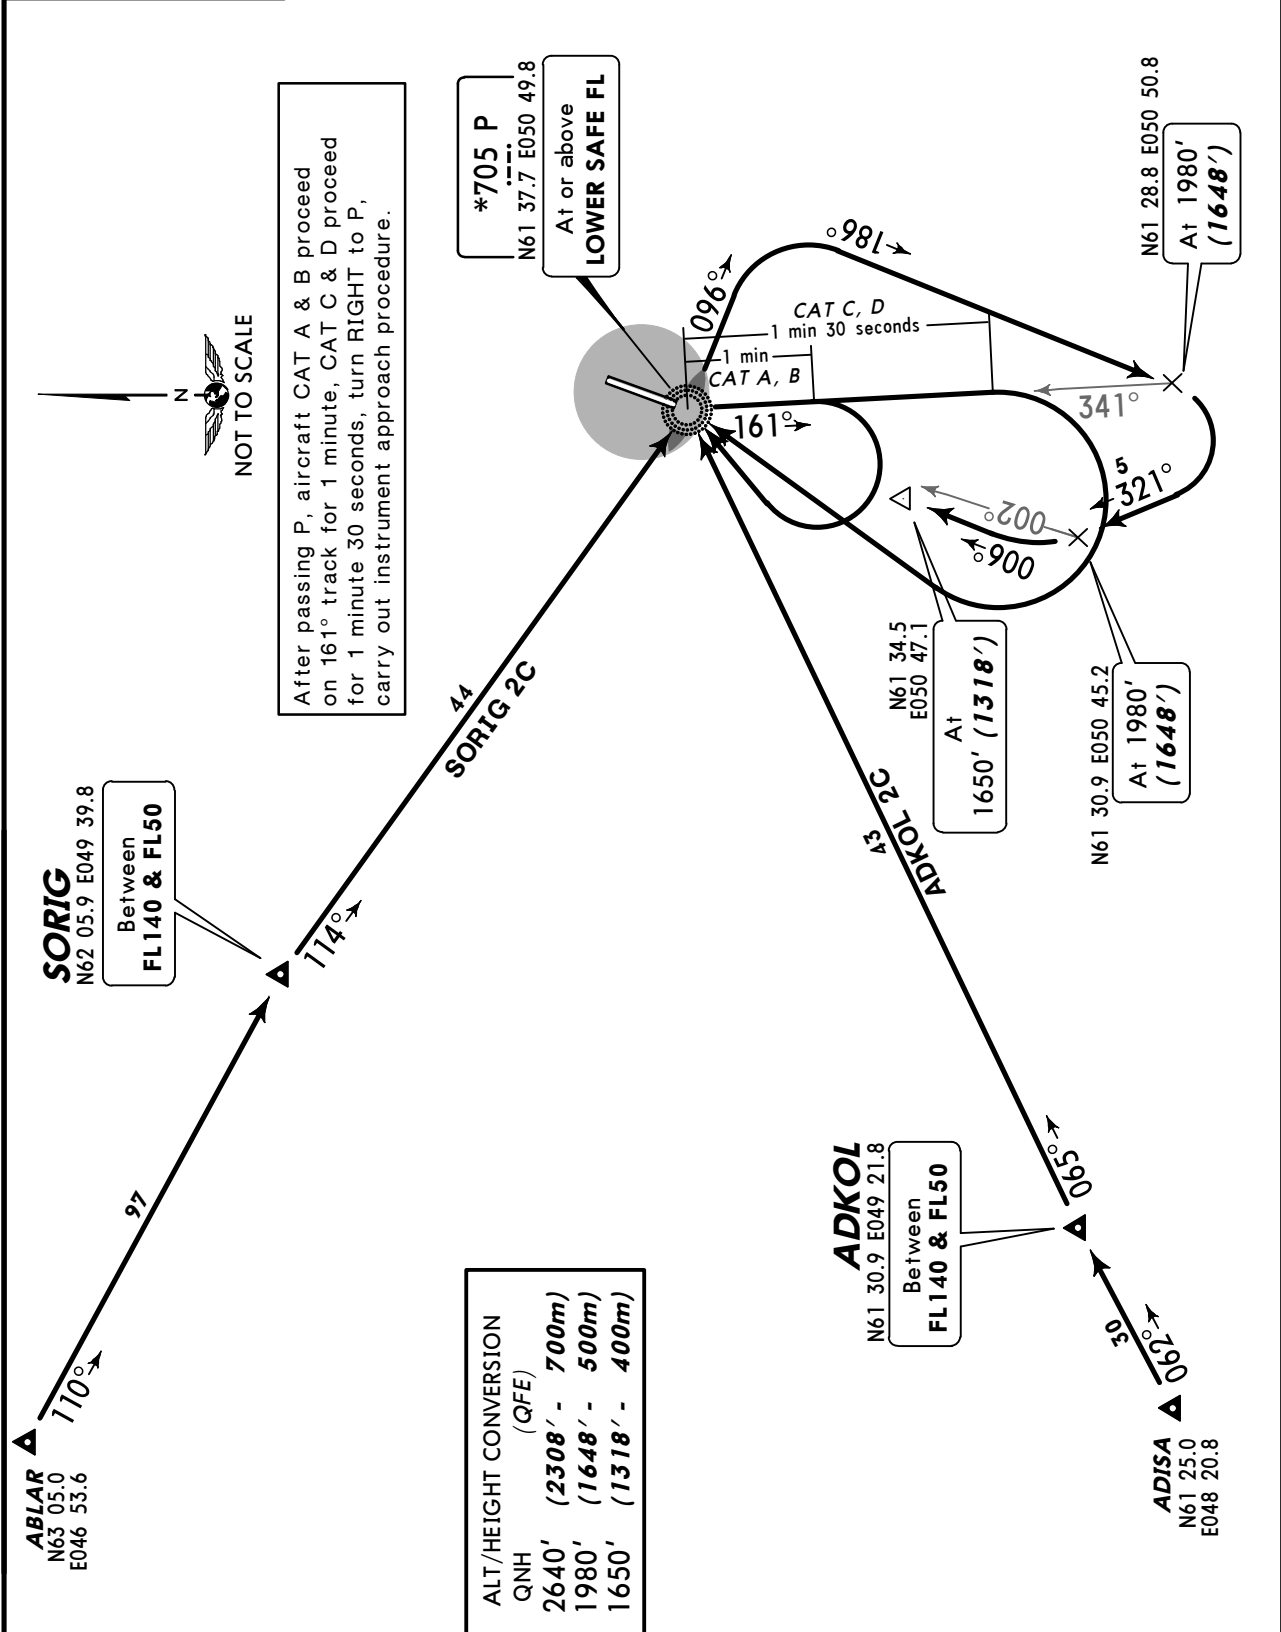 ABLAR
N63 05.0
E046 53.6
110°
97
SORIG
N62 05.9 E049 39.8
Between
FL140 & FL50
114°
44
SORIG 2C
N
NOT TO SCALE
After passing P, aircraft CAT A & B proceed
on 161° track for 1 minute, CAT C & D proceed
for 1 minute 30 seconds, turn RIGHT to P,
carry out instrument approach procedure.
*705 P
N61 37.7 E050 49.8
At or above
LOWER SAFE FL
096°
186°
CAT C, D
1 min 30 seconds
1 min
CAT A, B
161°
341°
N61 28.8 E050 50.8
At 1980'
(1648')
5
321°
002°
006°
N61 34.5
E050 47.1
At
1650' (1318')
N61 30.9 E050 45.2
At 1980'
(1648')
ADKOL 2C
43
ADKOL
N61 30.9 E049 21.8
Between
FL140 & FL50
065°
30
062°
ADISA
N61 25.0
E048 20.8
ALT/HEIGHT CONVERSION
QNH (QFE)
2640' (2308' - 700m)
1980' (1648' - 500m)
1650' (1318' - 400m)